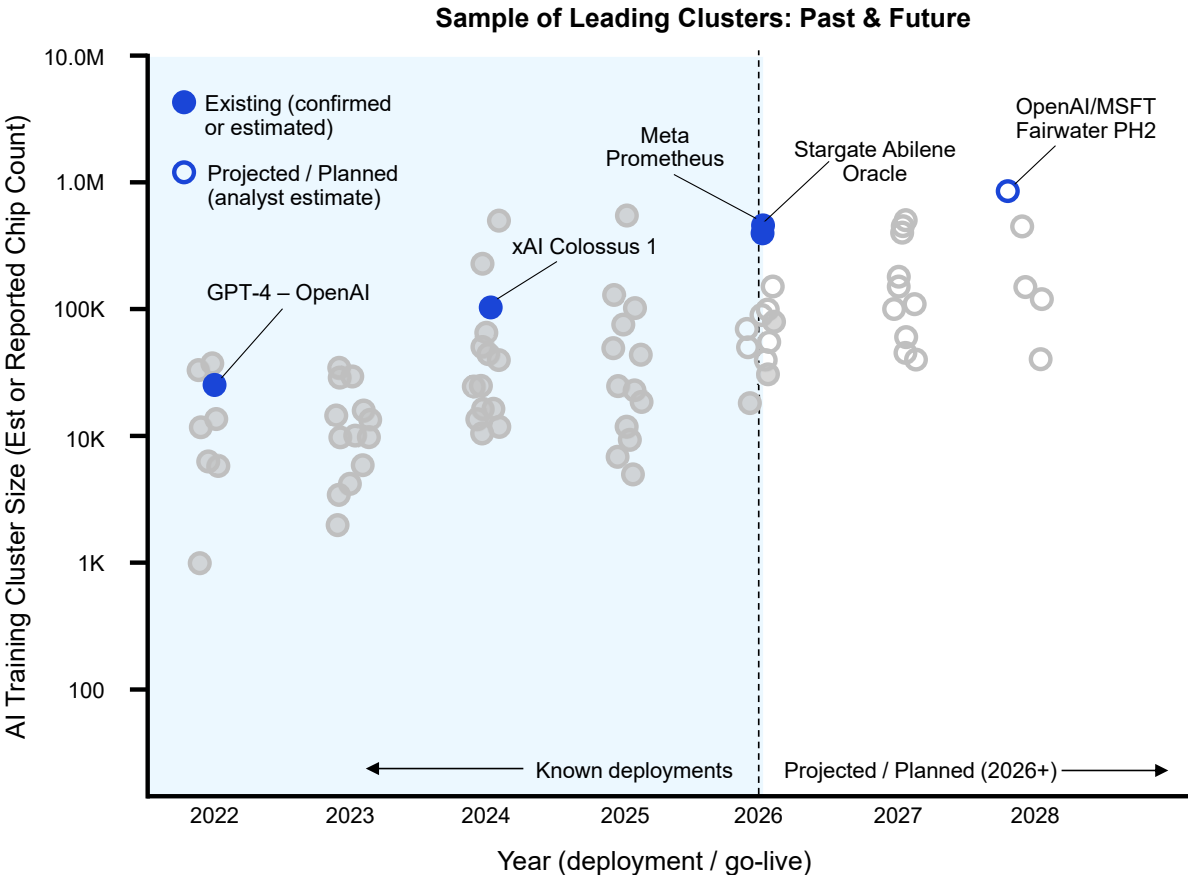 Sample of Leading Clusters: Past & Future
AI Training Cluster Size (Est or Reported Chip Count)
10.0M
1.0M
100K
10K
1K
100
Existing (confirmed
or estimated)
Projected / Planned
(analyst estimate)
GPT-4 – OpenAI
xAI Colossus 1
Meta
Prometheus
Stargate Abilene
Oracle
OpenAI/MSFT
Fairwater PH2
Known deployments
Projected / Planned (2026+)
2022
2023
2024
2025
2026
2027
2028
Year (deployment / go-live)